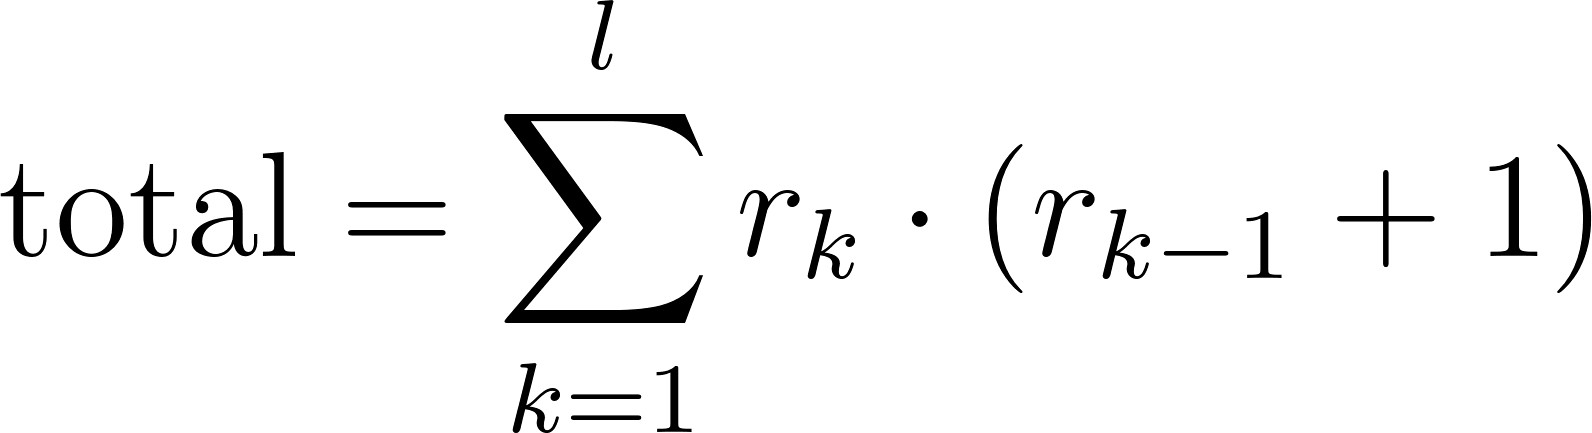 total = \sum_{k=1}^{l} r_k \cdot (r_{k-1} + 1)